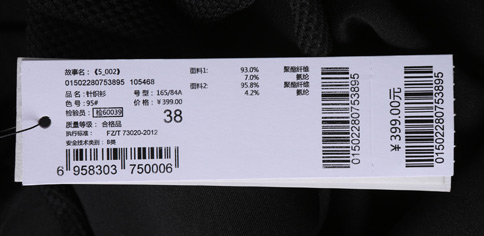 故事名：《S_002》
01502280753895 105468
品 名：针织衫 号 型：165/84A
色 号：95# 价 格：￥399.00
检验员：检60039
质量等级：合格品 38
执行标准： FZ/T 73020-2012
安全技术类别： B类
6 958303 750006
面料1： 93.0% 聚酯纤维
7.0% 氨纶
面料2： 95.8% 聚酯纤维
4.2% 氨纶
01502280753895
￥399.00元
01502280753895